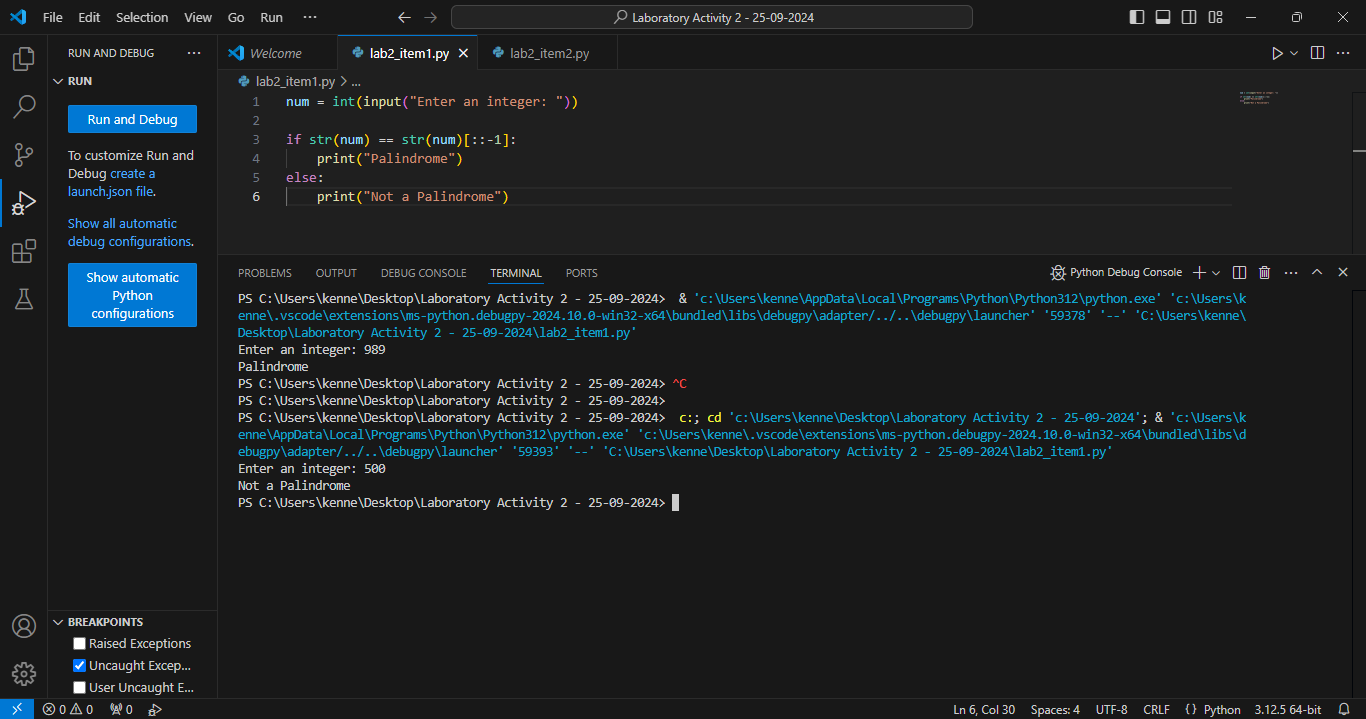 File Edit Selection View Go Run ···
Laboratory Activity 2 - 25-09-2024
RUN AND DEBUG ···
RUN
Run and Debug
To customize Run and
Debug create a
launch.json file.
Show all automatic
debug configurations.
Show automatic
Python
configurations
BREAKPOINTS
Raised Exceptions
Uncaught Excep...
User Uncaught E...
Welcome lab2_item1.py lab2_item2.py
lab2_item1.py > ...
1 num = int(input("Enter an integer: "))
2
3 if str(num) == str(num)[::-1]:
4     print("Palindrome")
5 else:
6     print("Not a Palindrome")
PROBLEMS OUTPUT DEBUG CONSOLE TERMINAL PORTS Python Debug Console
PS C:\Users\kenne\Desktop\Laboratory Activity 2 - 25-09-2024>  & 'c:\Users\k
enne\AppData\Local\Programs\Python\Python312\python.exe' 'c:\Users\k
enne\.vscode\extensions\ms-python.debugpy-2024.10.0-win32-x64\bundled\libs\debugpy\adapter/../..\debugpy\launcher' '59378' '--' 'C:\Users\kenne\
Desktop\Laboratory Activity 2 - 25-09-2024\lab2_item1.py'
Enter an integer: 989
Palindrome
PS C:\Users\kenne\Desktop\Laboratory Activity 2 - 25-09-2024> ^C
PS C:\Users\kenne\Desktop\Laboratory Activity 2 - 25-09-2024>
PS C:\Users\kenne\Desktop\Laboratory Activity 2 - 25-09-2024>  c:; cd 'c:\Users\kenne\Desktop\Laboratory Activity 2 - 25-09-2024'; & 'c:\Users\k
enne\AppData\Local\Programs\Python\Python312\python.exe' 'c:\Users\kenne\.vscode\extensions\ms-python.debugpy-2024.10.0-win32-x64\bundled\libs\d
ebugpy\adapter/../..\debugpy\launcher' '59393' '--' 'C:\Users\kenne\Desktop\Laboratory Activity 2 - 25-09-2024\lab2_item1.py'
Enter an integer: 500
Not a Palindrome
PS C:\Users\kenne\Desktop\Laboratory Activity 2 - 25-09-2024>
0 0 0 Ln 6, Col 30 Spaces: 4 UTF-8 CRLF {} Python 3.12.5 64-bit